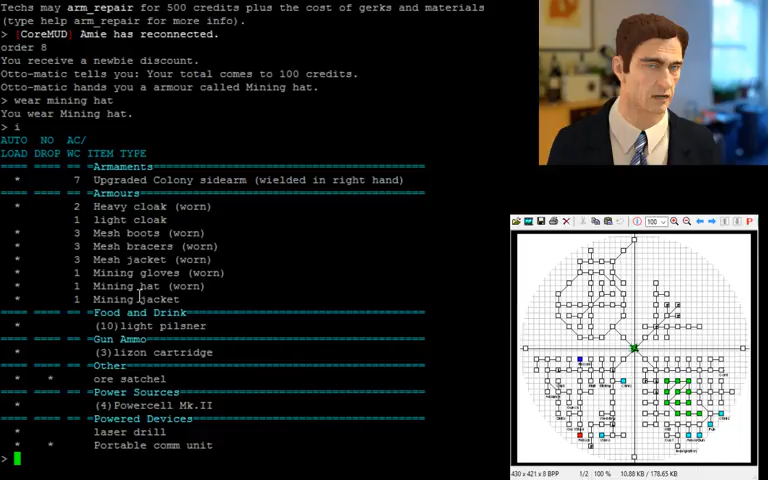 Techs may arm_repair for 500 credits plus the cost of gerks and materials
(type help arm_repair for more info).
> [CoreMUD] Amie has reconnected.
order 8
You receive a newbie discount.
Otto-matic tells you: Your total comes to 100 credits.
Otto-matic hands you a armour called Mining hat.
> wear mining hat
You wear Mining hat.
> i
AUTO NO AC/
LOAD DROP WC ITEM TYPE
==== ==== == =Armaments=
* 7 Upgraded Colony sidearm (wielded in right hand)
==== ==== == =Armours=
* 2 Heavy cloak (worn)
1 light cloak
* 3 Mesh boots (worn)
* 3 Mesh bracers (worn)
* 3 Mesh jacket (worn)
* 1 Mining gloves (worn)
* 1 Mining hat (worn)
* 1 Mining jacket
==== ==== == =Food and Drink=
* (10)light pilsner
==== ==== == =Gun Ammo=
* (3)lizon cartridge
==== ==== == =Other=
* * ore satchel
==== ==== == =Power Sources=
* (4)Powercell Mk.II
==== ==== == =Powered Devices=
* laser drill
* * Portable comm unit
>
100
430 x 421 x 8 BPP 1/2 100 % 10.88 KB / 178.65 KB